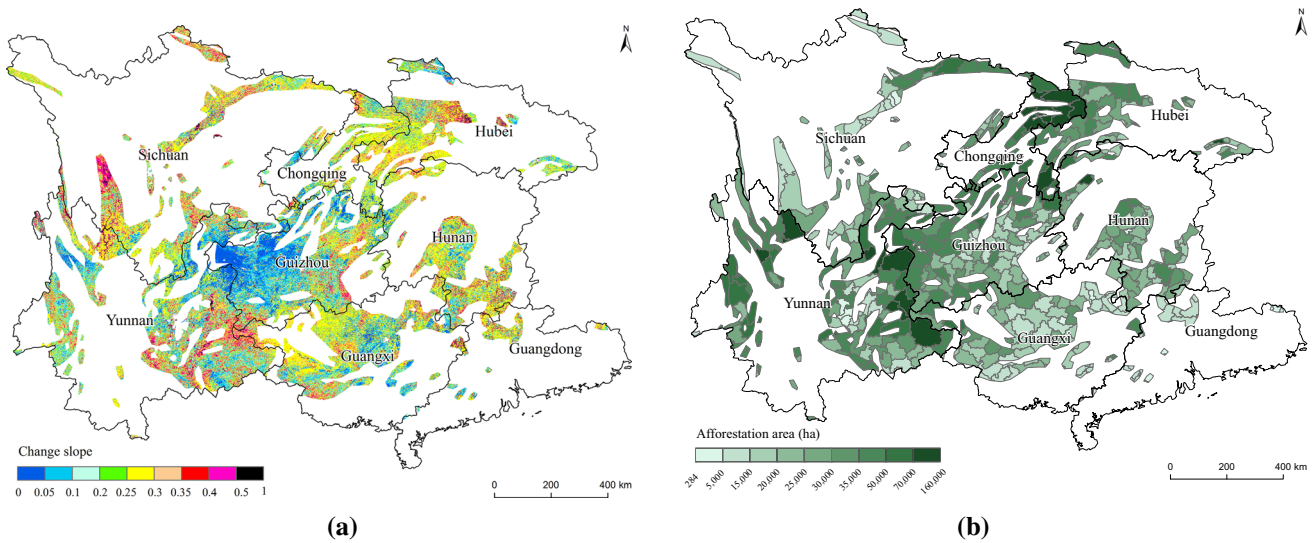 N
Hubei
Sichuan
Chongqing
Hunan
Guizhou
Yunnan
Guangxi
Guangdong
Change slope
0 0.05 0.1 0.2 0.25 0.3 0.35 0.4 0.5 1
0 200 400 km
(a)
N
Hubei
Sichuan
Chongqing
Hunan
Guizhou
Yunnan
Guangxi
Guangdong
Afforestation area (ha)
284 5,000 15,000 20,000 25,000 30,000 35,000 50,000 70,000 160,000
0 200 400 km
(b)